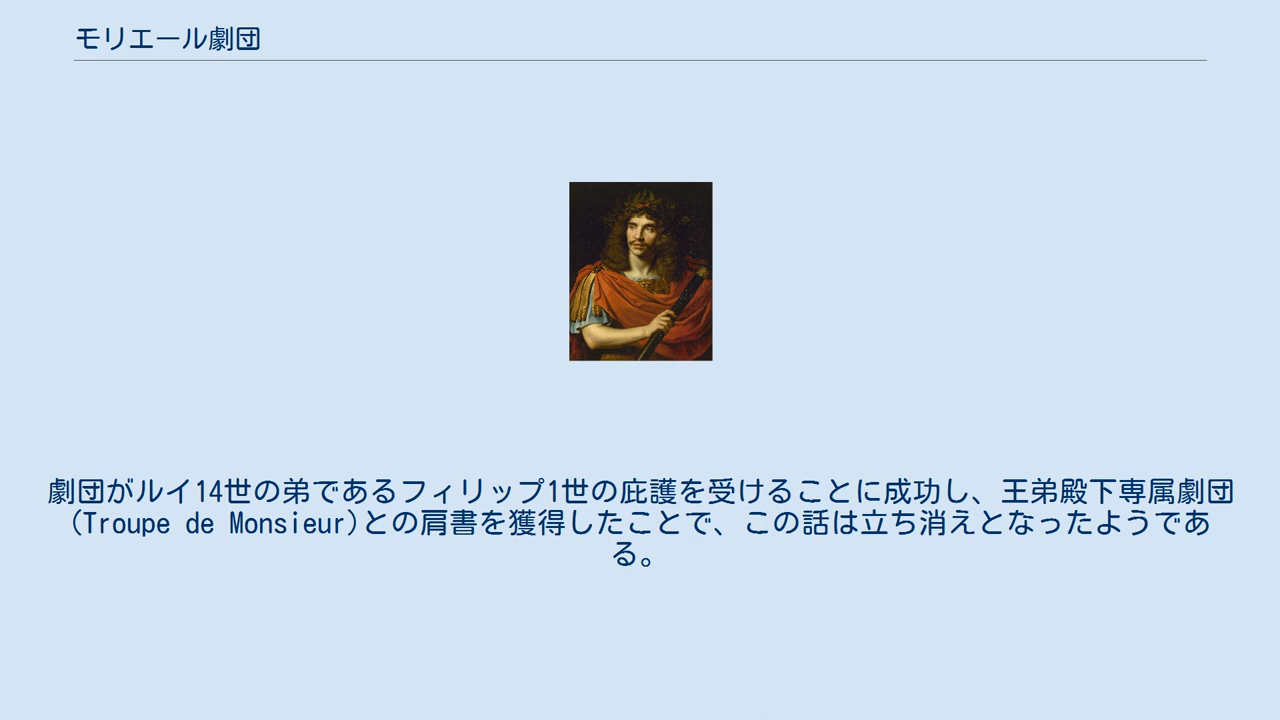 モリエール劇団
劇団がルイ14世の弟であるフィリップ1世の庇護を受けることに成功し、王弟殿下専属劇団
(Troupe de Monsieur)との肩書を獲得したことで、この話は立ち消えとなったようであ
る。